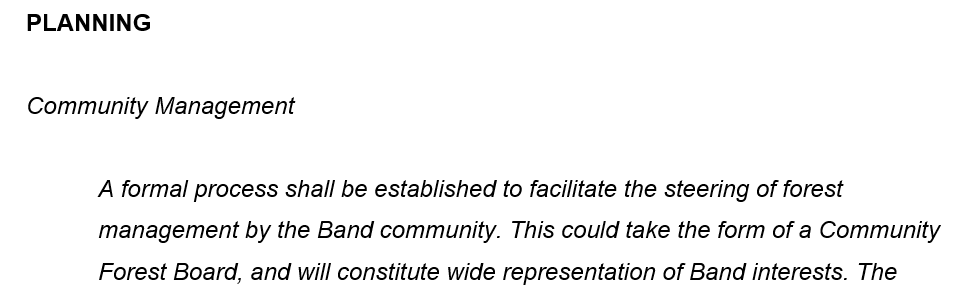 PLANNING
Community Management
A formal process shall be established to facilitate the steering of forest
management by the Band community. This could take the form of a Community
Forest Board, and will constitute wide representation of Band interests. The